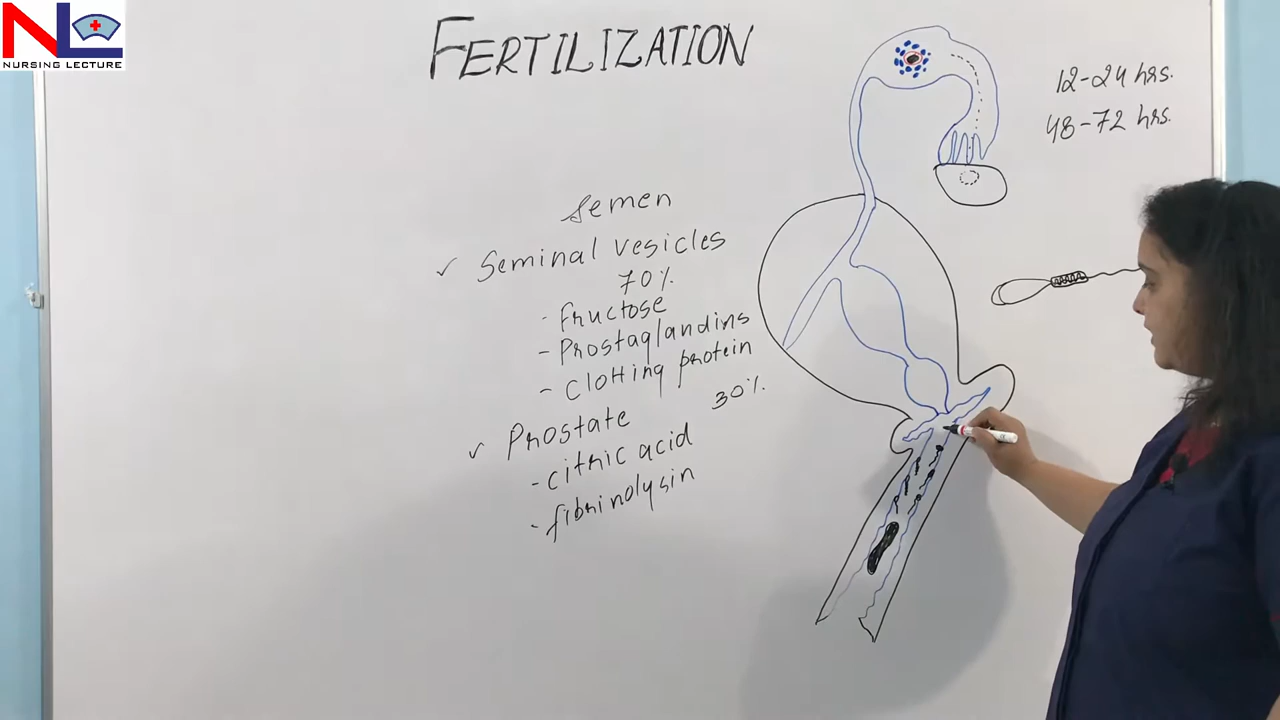 NL
NURSING LECTURE
FERTILIZATION
12-24 hrs.
48-72 hrs.
Semen
✓ Seminal vesicles
70%
- Fructose
- Prostaglandins
- Clotting protein
✓ Prostate 30%
- citric acid
- fibrinolysin